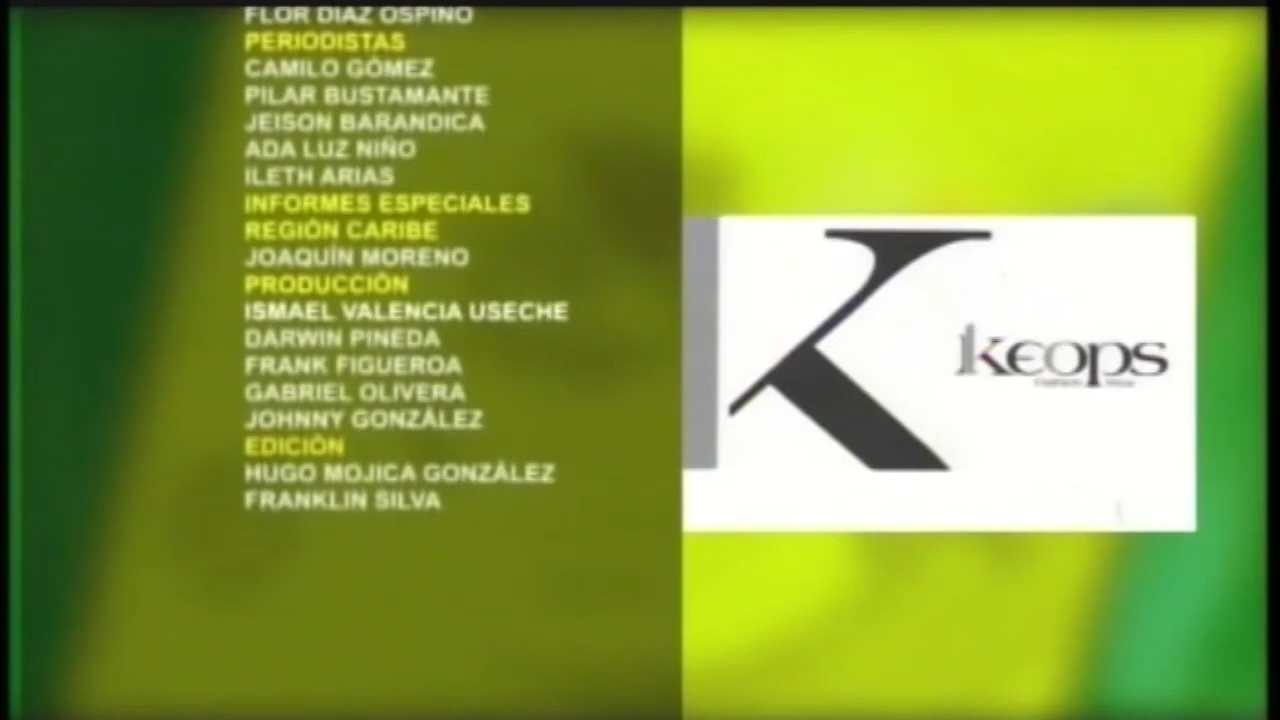 FLOR DÍAZ OSPINO
PERIODISTAS
CAMILO GÓMEZ
PILAR BUSTAMANTE
JEISON BARANDICA
ADA LUZ NIÑO
ILETH ARIAS
INFORMES ESPECIALES
REGIÓN CARIBE
JOAQUÍN MORENO
PRODUCCIÓN
ISMAEL VALENCIA USECHE
DARWIN PINEDA
FRANK FIGUEROA
GABRIEL OLIVERA
JOHNNY GONZÁLEZ
EDICIÓN
HUGO MOJICA GONZÁLEZ
FRANKLIN SILVA
K
keops